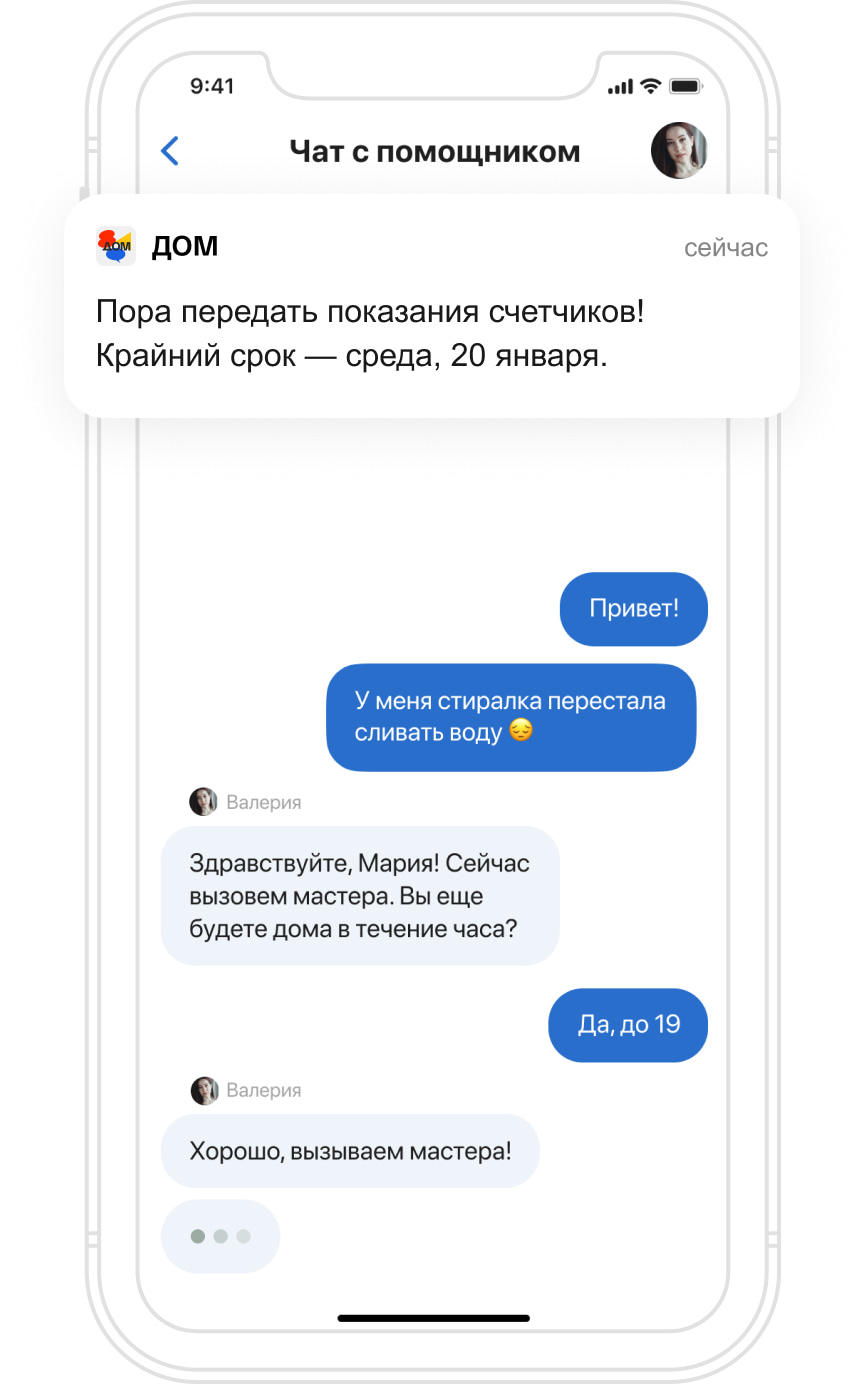 9:41
Чат с помощником
ДОМ
ДОМ
сейчас
Пора передать показания счетчиков!
Крайний срок — среда, 20 января.
Привет!
У меня стиралка перестала
сливать воду 😔
Валерия
Здравствуйте, Мария! Сейчас
вызовем мастера. Вы еще
будете дома в течение часа?
Да, до 19
Валерия
Хорошо, вызываем мастера!